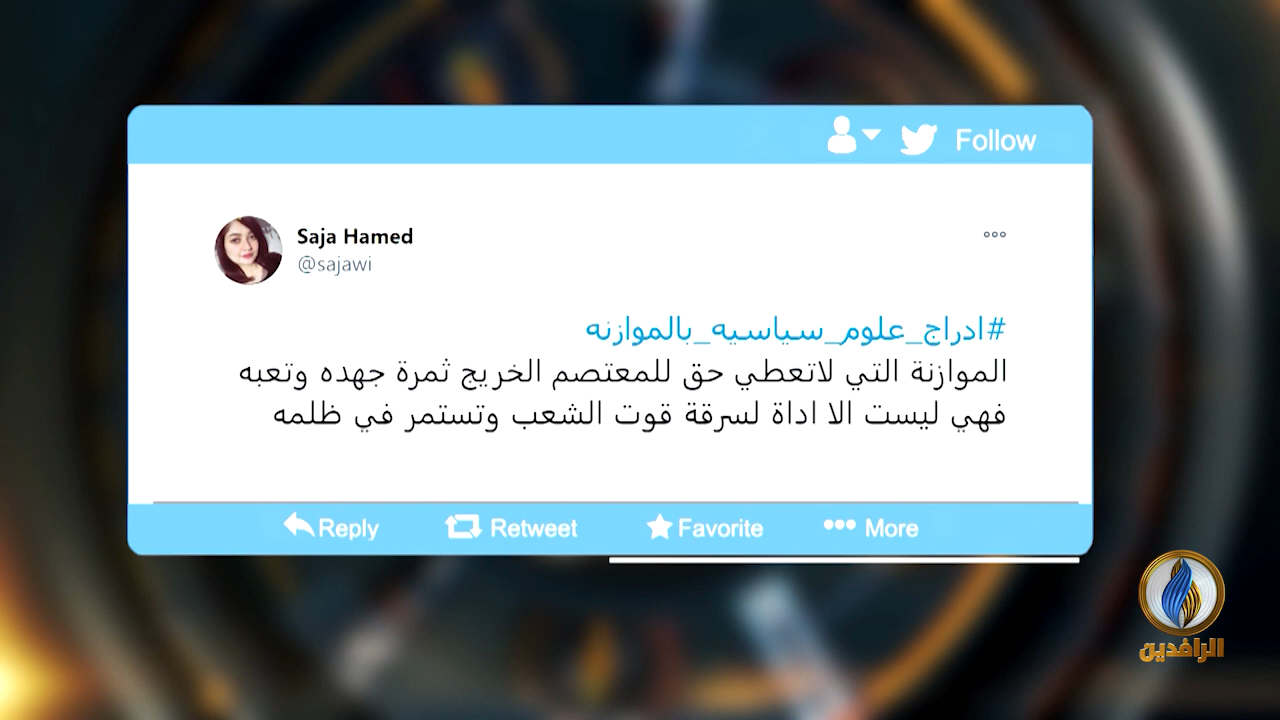 Follow
Saja Hamed
@sajawi
#ادراج_علوم_سياسيه_بالموازنه
الموازنة التي لاتعطي حق للمعتصم الخريج ثمرة جهده وتعبه
فهي ليست الا اداة لسرقة قوت الشعب وتستمر في ظلمه
Reply Retweet Favorite More
الرافدين